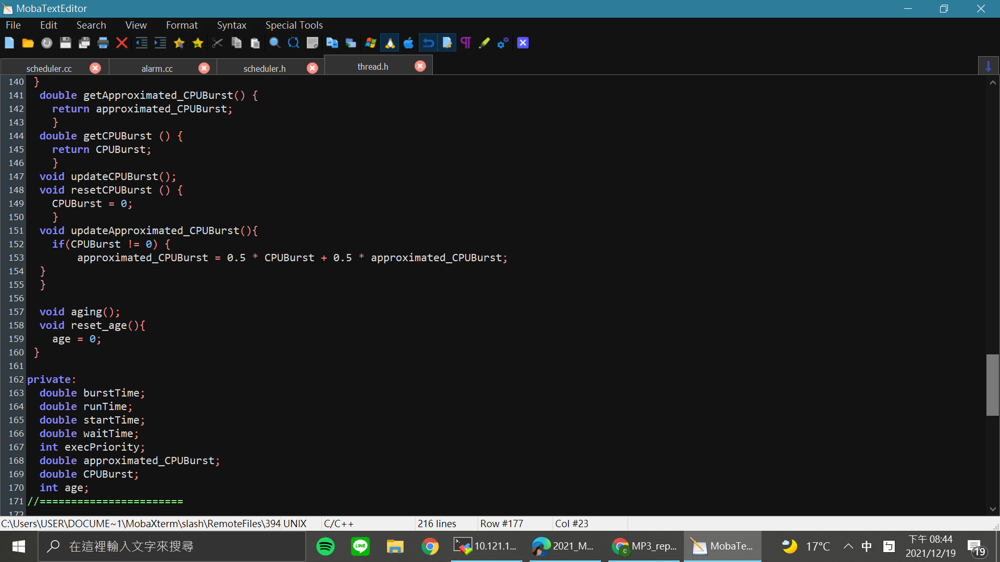 MobaTextEditor
File Edit Search View Format Syntax Special Tools
scheduler.cc alarm.cc scheduler.h thread.h
140 }
141 double getApproximated_CPUBurst() {
142 return approximated_CPUBurst;
143 }
144 double getCPUBurst () {
145 return CPUBurst;
146 }
147 void updateCPUBurst();
148 void resetCPUBurst () {
149 CPUBurst = 0;
150 }
151 void updateApproximated_CPUBurst(){
152 if(CPUBurst != 0) {
153 approximated_CPUBurst = 0.5 * CPUBurst + 0.5 * approximated_CPUBurst;
154 }
155 }
156
157 void aging();
158 void reset_age(){
159 age = 0;
160 }
161
162 private:
163 double burstTime;
164 double runTime;
165 double startTime;
166 double waitTime;
167 int execPriority;
168 double approximated_CPUBurst;
169 double CPUBurst;
170 int age;
171 //=======================
172
C:\Users\USER\DOCUME~1\MobaXterm\slash\RemoteFiles\394 UNIX C/C++ 216 lines Row #177 Col #23
在這裡輸入文字來搜尋 LINE 10.121.1... 2021_M... MP3_rep... MobaTe... 17°C 中 ㄅ 下午 08:44
2021/12/19 19